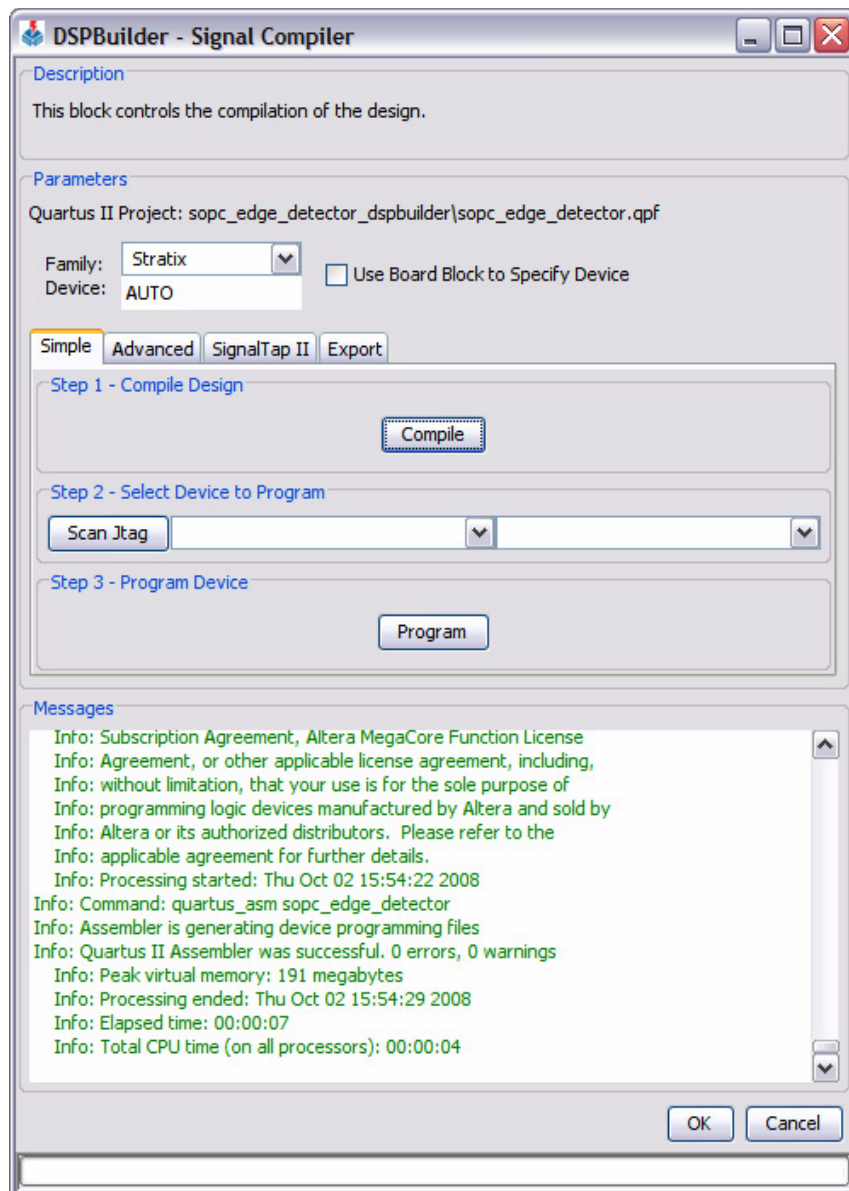 DSPBuilder - Signal Compiler
Description
This block controls the compilation of the design.
Parameters
Quartus II Project: sopc_edge_detector_dspbuilder\sopc_edge_detector.qpf
Family: Stratix
Use Board Block to Specify Device
Device: AUTO
Simple Advanced SignalTap II Export
Step 1 - Compile Design
Compile
Step 2 - Select Device to Program
Scan Jtag
Step 3 - Program Device
Program
Messages
Info: Subscription Agreement, Altera MegaCore Function License
Info: Agreement, or other applicable license agreement, including,
Info: without limitation, that your use is for the sole purpose of
Info: programming logic devices manufactured by Altera and sold by
Info: Altera or its authorized distributors.  Please refer to the
Info: applicable agreement for further details.
Info: Processing started: Thu Oct 02 15:54:22 2008
Info: Command: quartus_asm sopc_edge_detector
Info: Assembler is generating device programming files
Info: Quartus II Assembler was successful. 0 errors, 0 warnings
Info: Peak virtual memory: 191 megabytes
Info: Processing ended: Thu Oct 02 15:54:29 2008
Info: Elapsed time: 00:00:07
Info: Total CPU time (on all processors): 00:00:04
OK Cancel